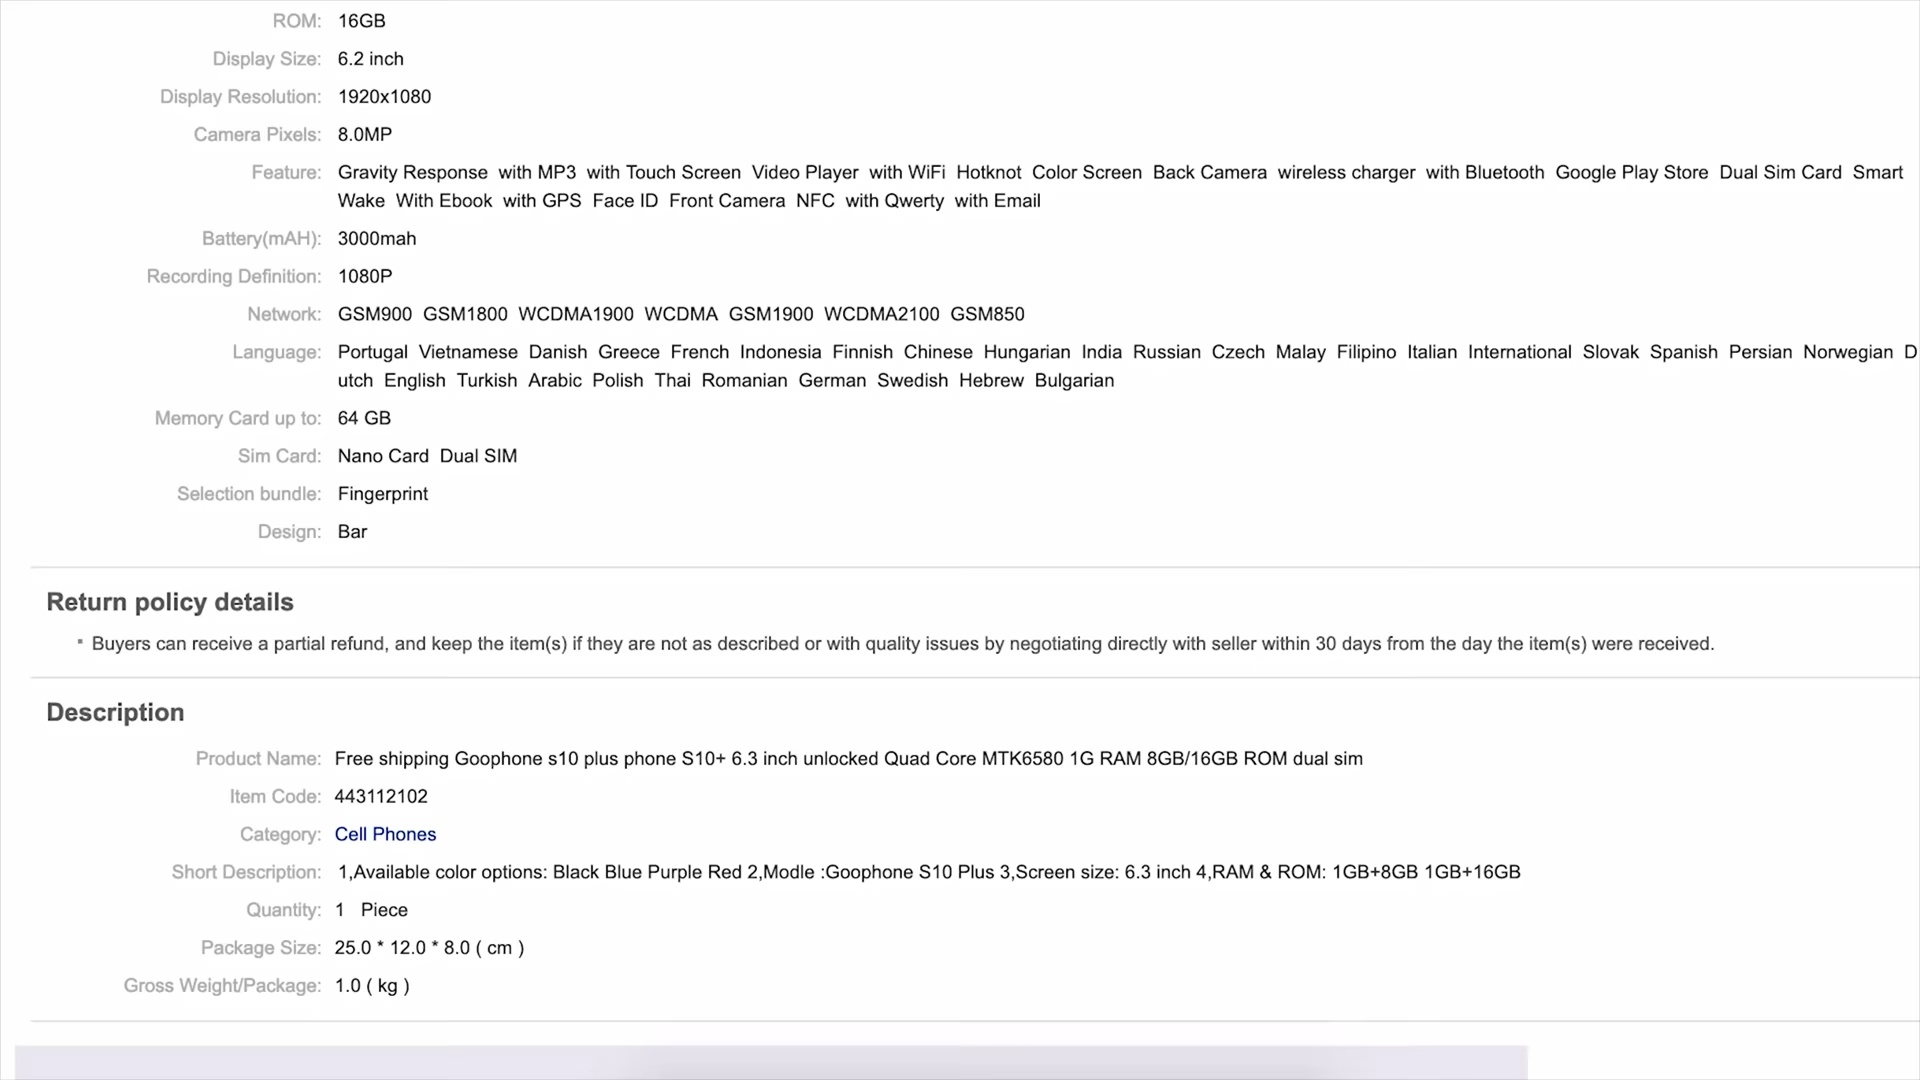 ROM: 16GB
Display Size: 6.2 inch
Display Resolution: 1920x1080
Camera Pixels: 8.0MP
Feature: Gravity Response with MP3 with Touch Screen Video Player with WiFi Hotknot Color Screen Back Camera wireless charger with Bluetooth Google Play Store Dual Sim Card Smart
Wake With Ebook with GPS Face ID Front Camera NFC with Qwerty with Email
Battery(mAH): 3000mah
Recording Definition: 1080P
Network: GSM900 GSM1800 WCDMA1900 WCDMA GSM1900 WCDMA2100 GSM850
Language: Portugal Vietnamese Danish Greece French Indonesia Finnish Chinese Hungarian India Russian Czech Malay Filipino Italian International Slovak Spanish Persian Norwegian D
utch English Turkish Arabic Polish Thai Romanian German Swedish Hebrew Bulgarian
Memory Card up to: 64 GB
Sim Card: Nano Card Dual SIM
Selection bundle: Fingerprint
Design: Bar
Return policy details
▪ Buyers can receive a partial refund, and keep the item(s) if they are not as described or with quality issues by negotiating directly with seller within 30 days from the day the item(s) were received.
Description
Product Name: Free shipping Goophone s10 plus phone S10+ 6.3 inch unlocked Quad Core MTK6580 1G RAM 8GB/16GB ROM dual sim
Item Code: 443112102
Category: Cell Phones
Short Description: 1,Available color options: Black Blue Purple Red 2,Modle :Goophone S10 Plus 3,Screen size: 6.3 inch 4,RAM & ROM: 1GB+8GB 1GB+16GB
Quantity: 1 Piece
Package Size: 25.0 * 12.0 * 8.0 ( cm )
Gross Weight/Package: 1.0 ( kg )